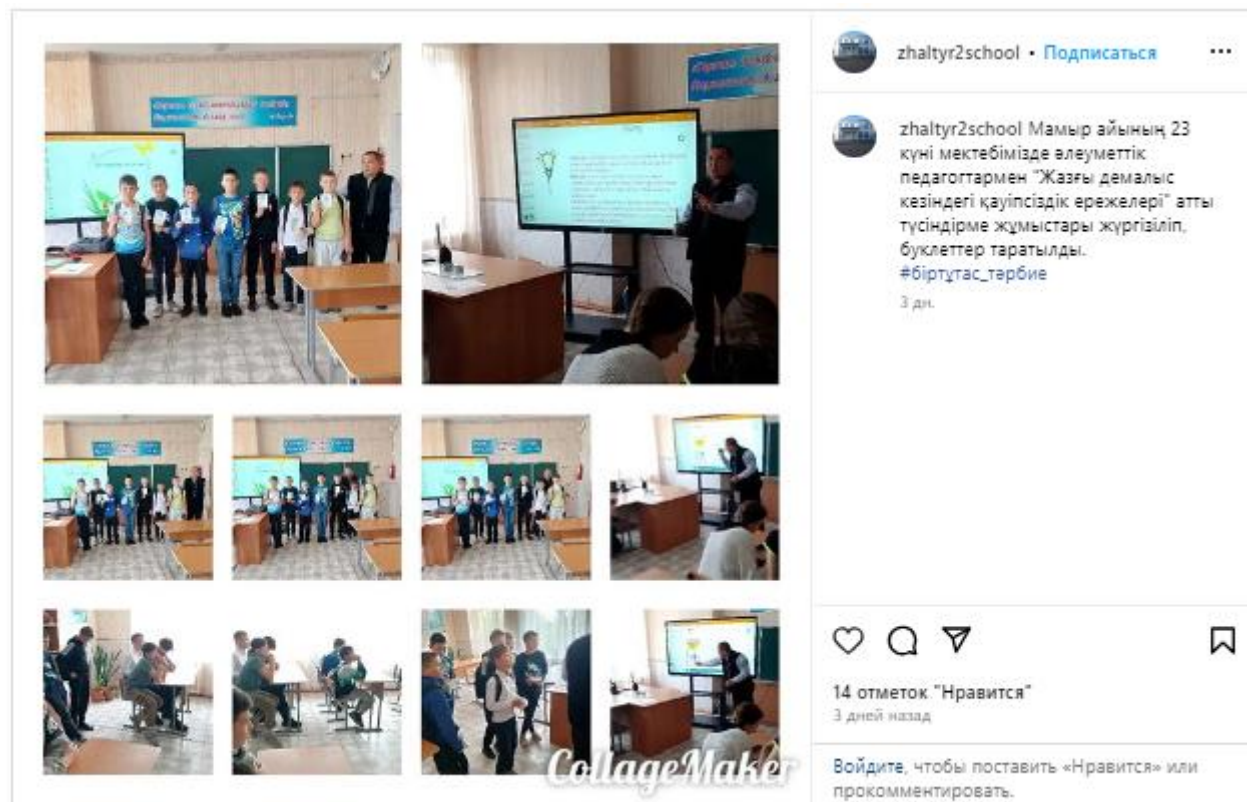 zhaltyr2school • Подписаться
zhaltyr2school Мамыр айының 23
күні мектебімізде әлеуметтік
педагогтармен "Жазғы демалыс
кезіндегі қауіпсіздік ережелері" атты
түсіндірме жұмыстары жүргізіліп,
буклеттер таратылды.
#біртұтас_тәрбие
3 дн.
14 отметок "Нравится"
3 дней назад
Войдите, чтобы поставить «Нравится» или
прокомментировать.
CollageMaker